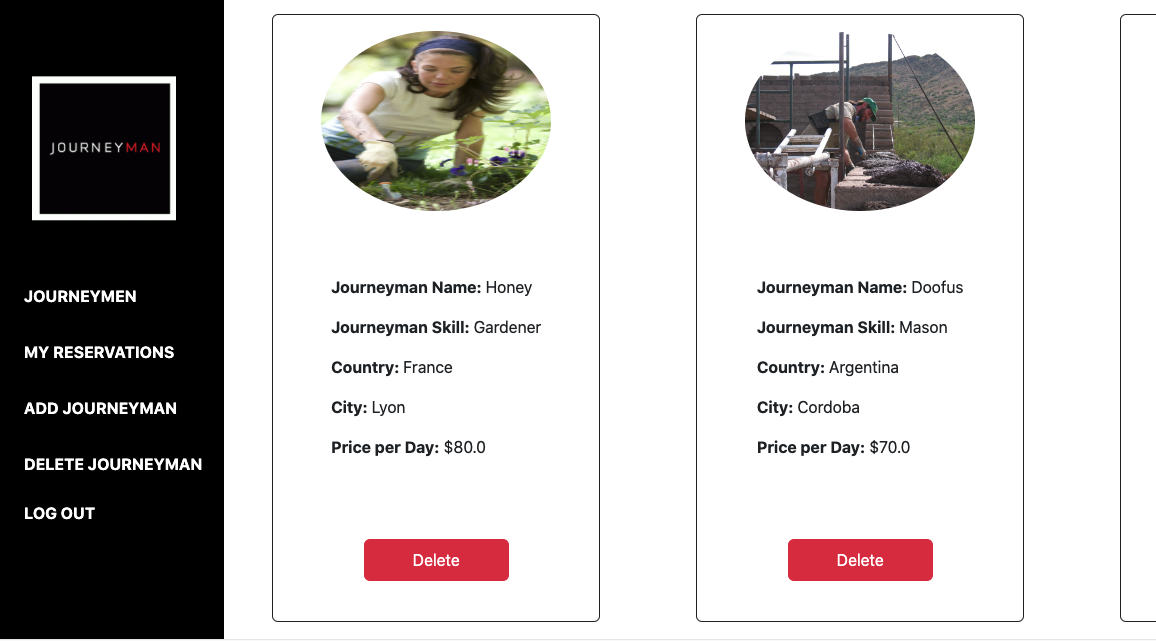 JOURNEYMAN
JOURNEYMEN
MY RESERVATIONS
ADD JOURNEYMAN
DELETE JOURNEYMAN
LOG OUT
Journeyman Name: Honey
Journeyman Skill: Gardener
Country: France
City: Lyon
Price per Day: $80.0
Delete
Journeyman Name: Doofus
Journeyman Skill: Mason
Country: Argentina
City: Cordoba
Price per Day: $70.0
Delete